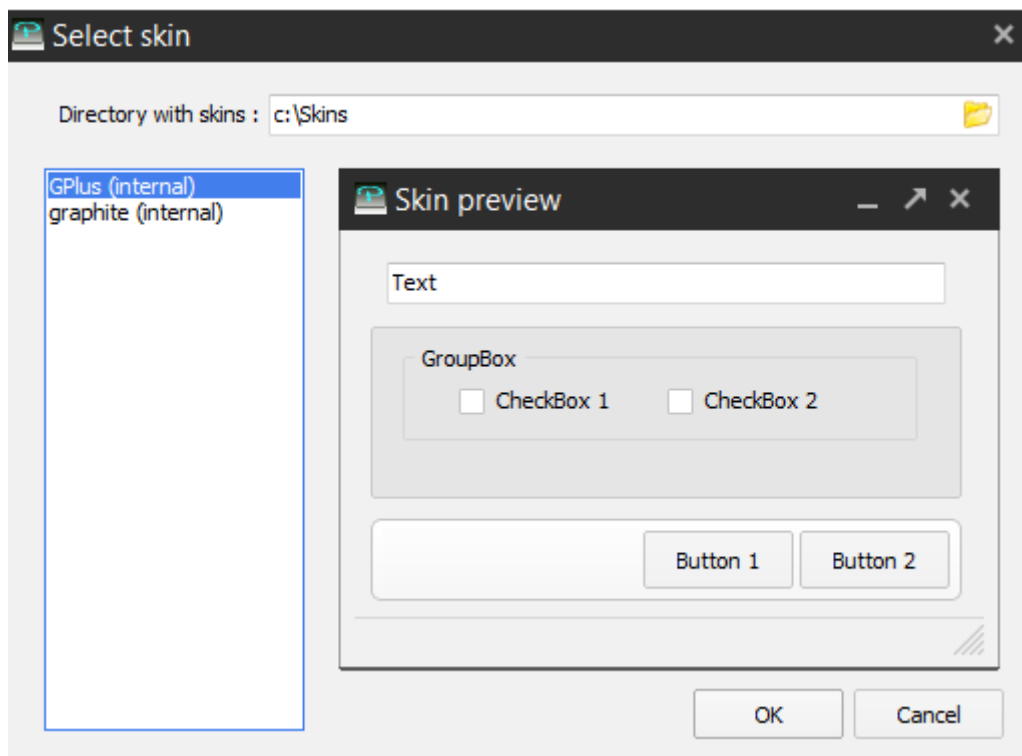 Select skin
Directory with skins : c:\Skins
GPlus (internal)
graphite (internal)
Skin preview
Text
GroupBox
CheckBox 1 CheckBox 2
Button 1 Button 2
OK Cancel